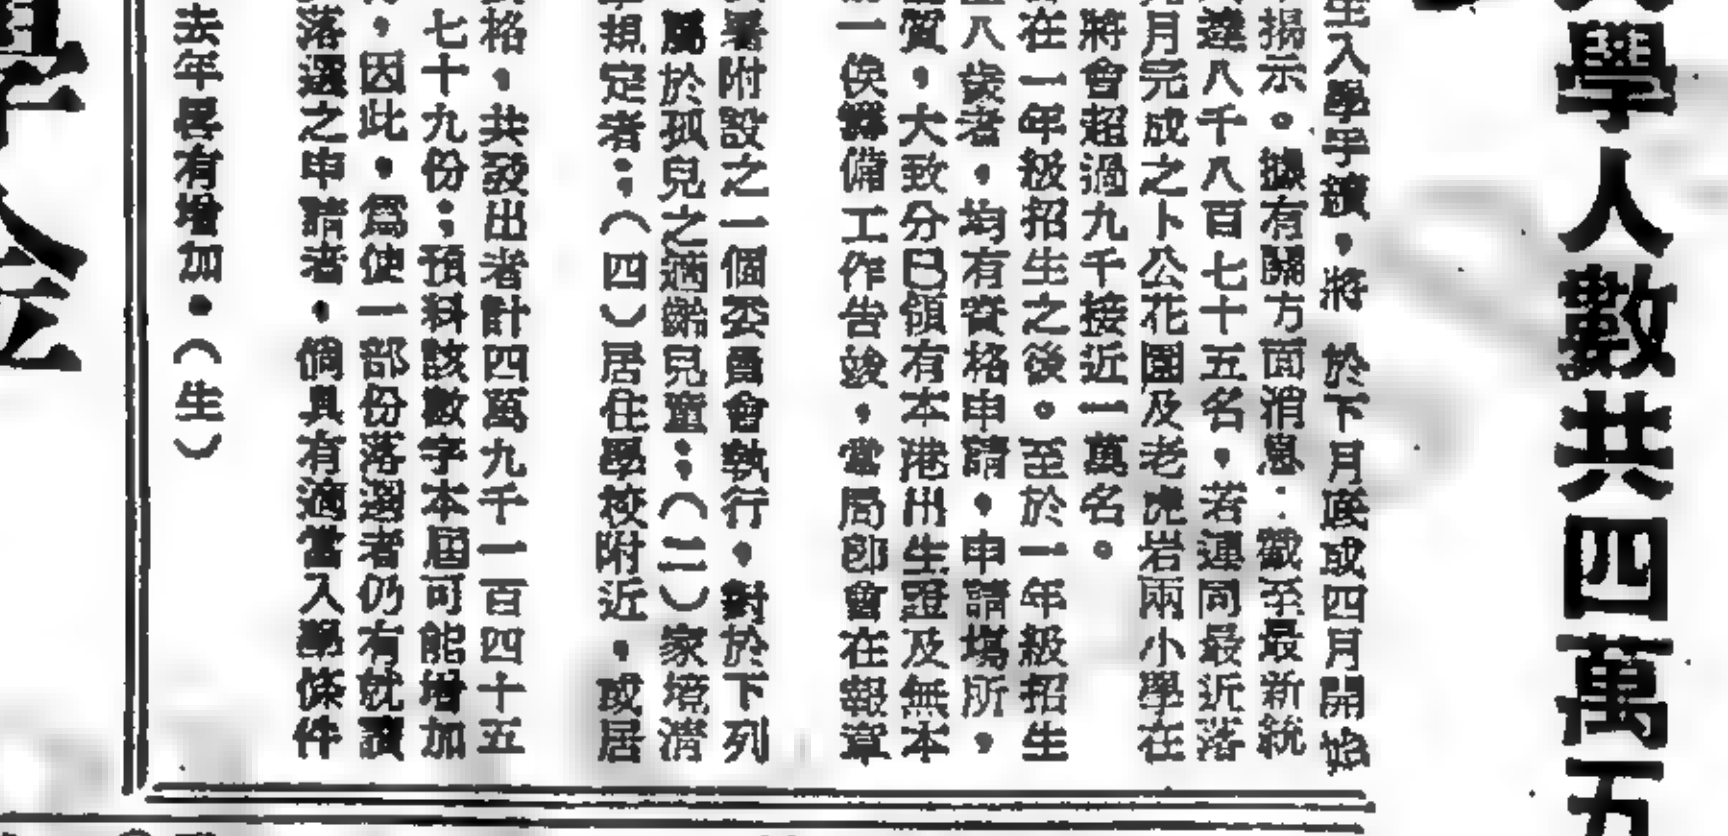 學人數共四萬五
生入學手續，將 於下月底或四月開始
揭示。據有關方面消息：截至最新統
達八千八百七十五名，若連同最近落
月完成之卜公花園及老虎岩兩小學在
將會超過九千接近一萬名。
在一年級招生之後。至於一年級招生
八歲者，均有資格申請，申請塲所，
質，大致分已領有本港出生證及無本
一俟籌備工作告竣，當局卽會在報章
署附設之一個委員會執行，對於下列
屬於孤兒之適齡兒童；（二）家境清
規定者；（四）居住學校附近，或居
格，共發出者計四萬九千一百四十五
七十九份；預料該數字本屆可能增加
，因此，爲使一部份落選者仍有就讀
落選之申請者，倘具有適當入學條件
去年畧有增加。（生）
金